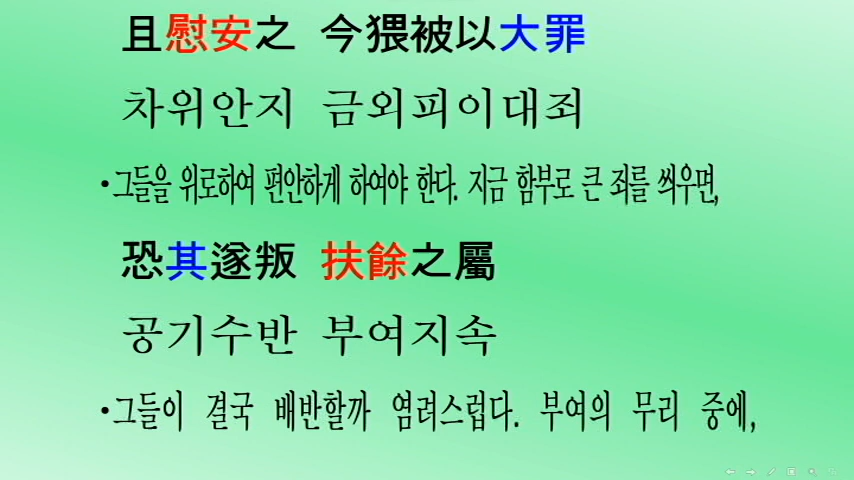 且慰安之 今猥被以大罪
차위안지 금외피이대죄
•그들을 위로하여 편안하게 하여야 한다. 지금 함부로 큰 죄를 씌우면,
恐其遂叛 扶餘之屬
공기수반 부여지속
•그들이 결국 배반할까 염려스럽다. 부여의 무리 중에,